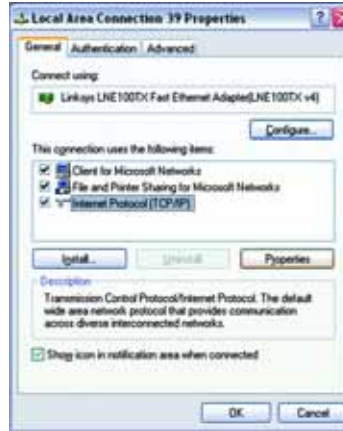 Local Area Connection 39 Properties
General Authentication Advanced
Connect using:
Linksys LNE100TX Fast Ethernet Adapter(LNE100TX v4)
Configure...
This connection uses the following items:
Client for Microsoft Networks
File and Printer Sharing for Microsoft Networks
Internet Protocol (TCP/IP)
Install... Uninstall Properties
Description
Transmission Control Protocol/Internet Protocol. The default
wide area network protocol that provides communication
across diverse interconnected networks.
Show icon in notification area when connected
OK Cancel